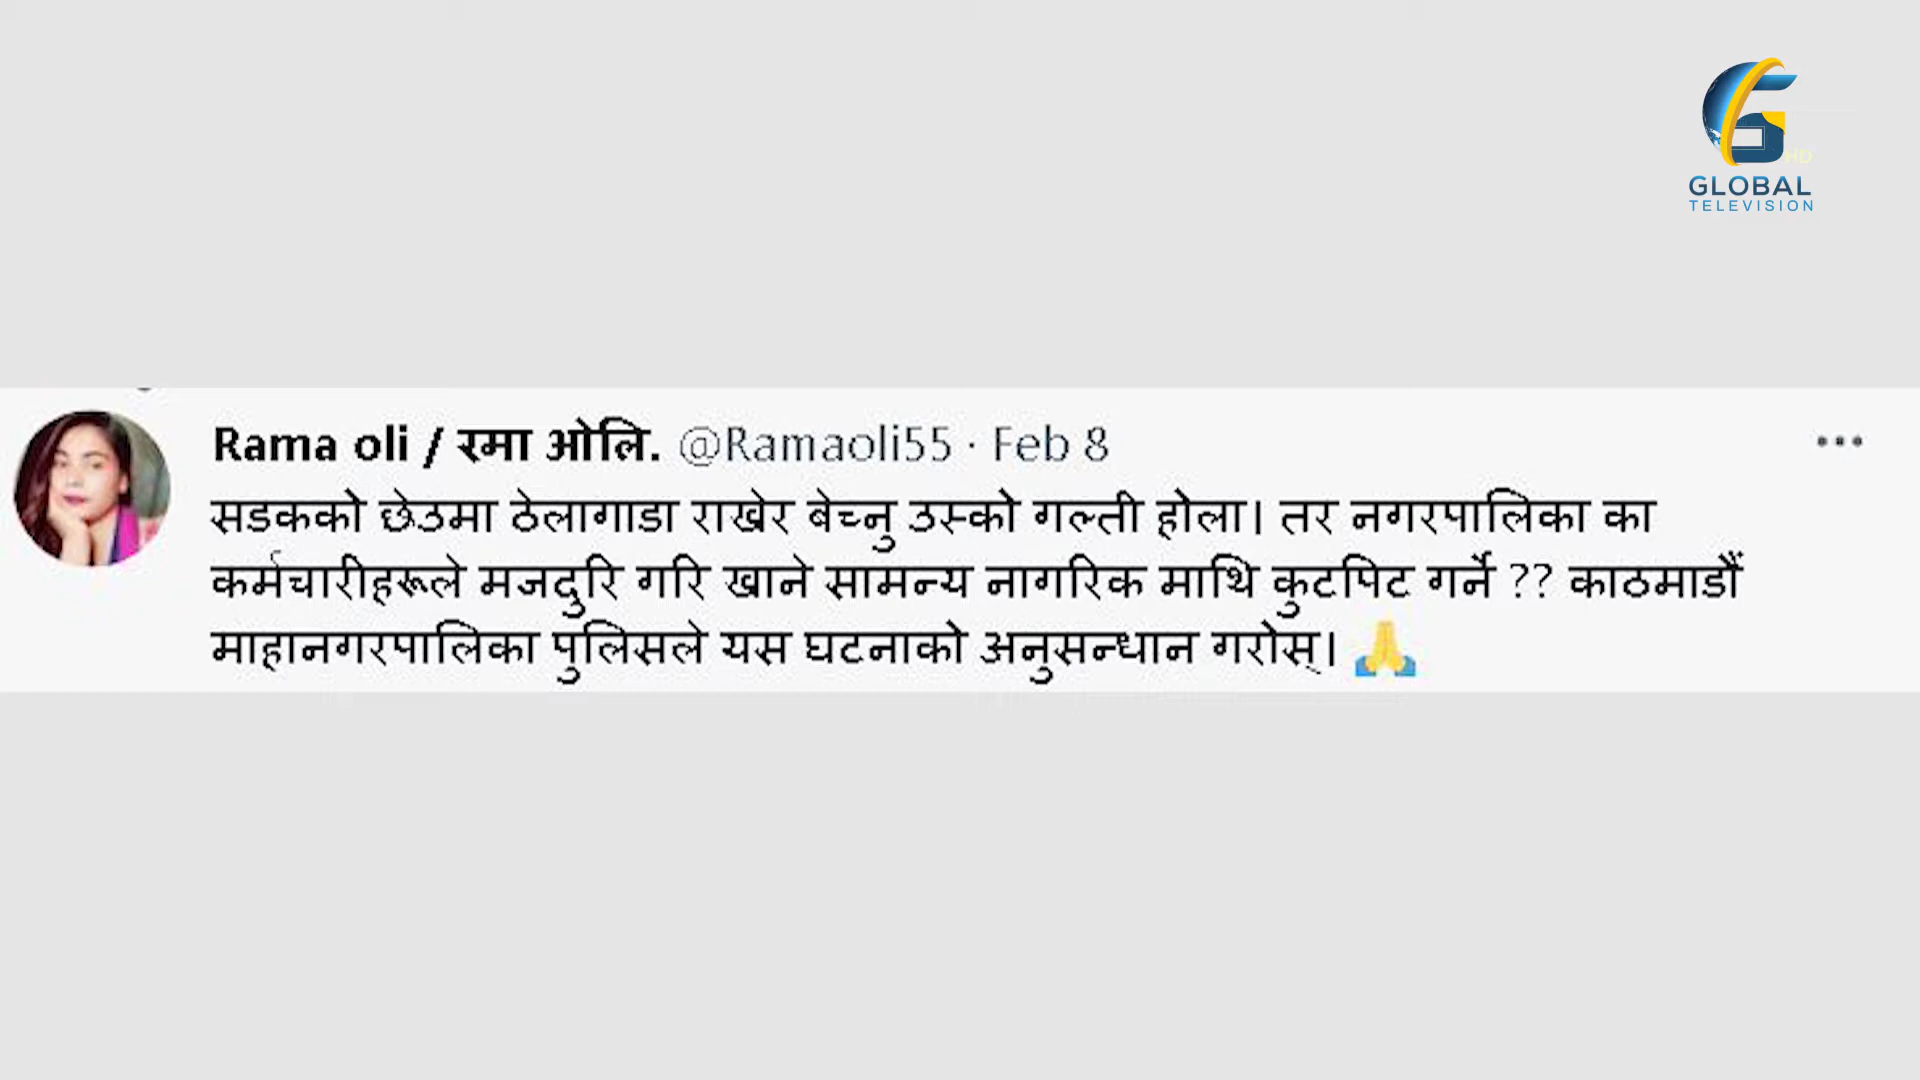 GLOBAL
TELEVISION
HD
Rama oli / रमा ओलि. @Ramaoli55 · Feb 8
सडकको छेउमा ठेलागाडा राखेर बेच्नु उस्को गल्ती होला। तर नगरपालिका का
कर्मचारीहरूले मजदुरि गरि खाने सामन्य नागरिक माथि कुटपिट गर्ने ?? काठमाडौँ
माहानगरपालिका पुलिसले यस घटनाको अनुसन्धान गरोस्। 🙏